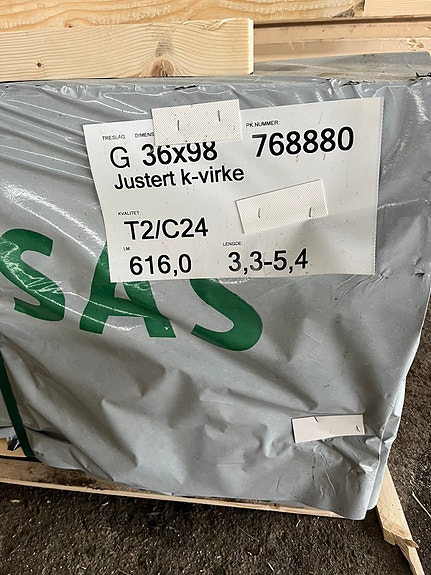 TRESLAG DIMENS PK NUMMER
G 36x98 768880
Justert k-virke
KVALITET
T2/C24
LM LENGDE
616,0 3,3-5,4
SAS